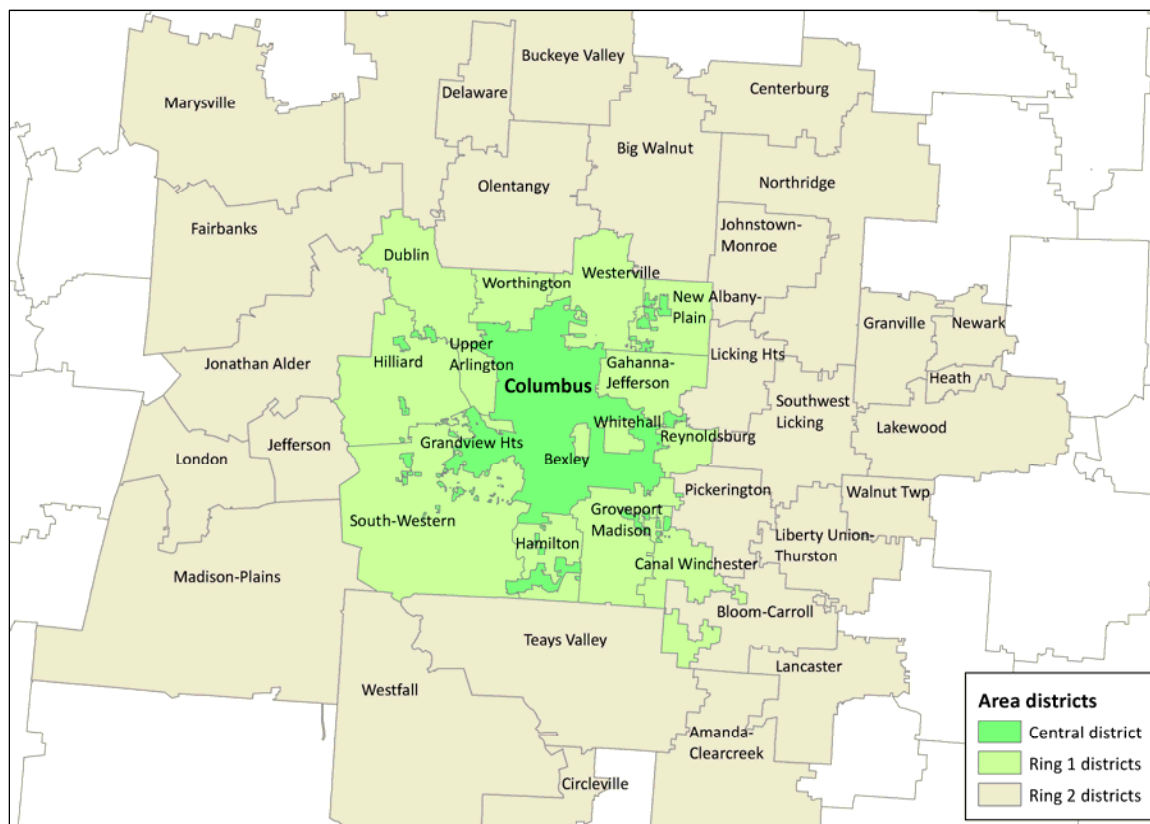 Buckeye Valley
Marysville
Delaware
Centerburg
Big Walnut
Olentangy
Northridge
Fairbanks
Johnstown-
Monroe
Dublin
Westerville
Worthington
New Albany-
Plain
Granville
Newark
Upper
Arlington
Licking Hts
Jonathan Alder
Hilliard
Gahanna-
Jefferson
Heath
Columbus
Southwest
Licking
Whitehall
Lakewood
Jefferson
Grandview Hts
Reynoldsburg
London
Bexley
Pickerington
Walnut Twp
South-Western
Groveport
Madison
Liberty Union-
Thurston
Hamilton
Canal Winchester
Madison-Plains
Bloom-Carroll
Teays Valley
Lancaster
Westfall
Amanda-
Clearcreek
Circleville
Area districts
Central district
Ring 1 districts
Ring 2 districts